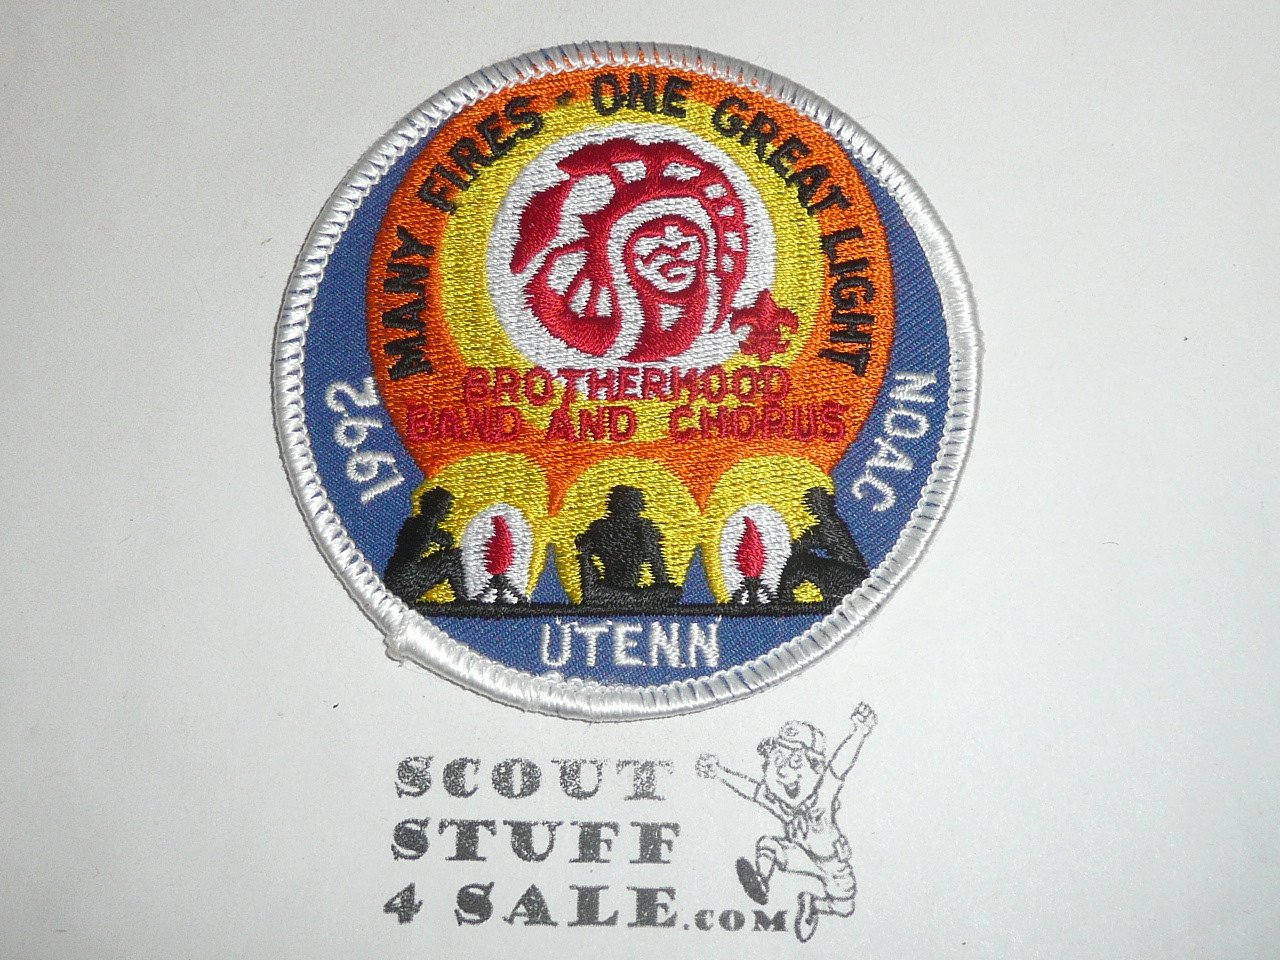 MANY FIRES - ONE GREAT LIGHT
BROTHERHOOD
BAND AND CHORUS
1992
NOAC
UTENN
SCOUT
STUFF
4 SALE.COM